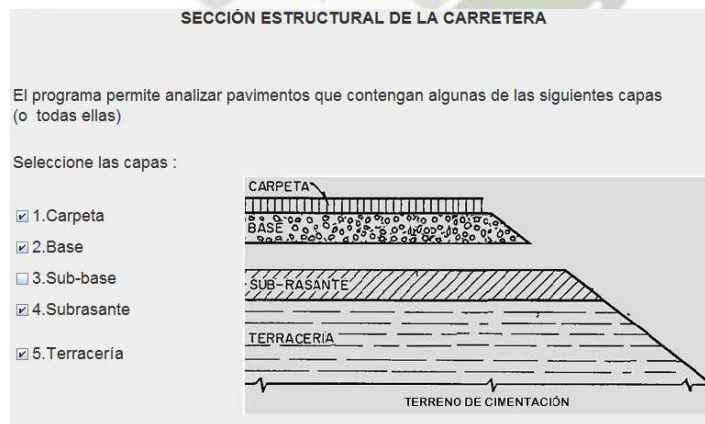 SECCIÓN ESTRUCTURAL DE LA CARRETERA
El programa permite analizar pavimentos que contengan algunas de las siguientes capas
(o todas ellas)
Seleccione las capas :
1.Carpeta
2.Base
3.Sub-base
4.Subrasante
5.Terracería
CARPETA
BASE
SUB-RASANTE
TERRACERÍA
TERRENO DE CIMENTACIÓN